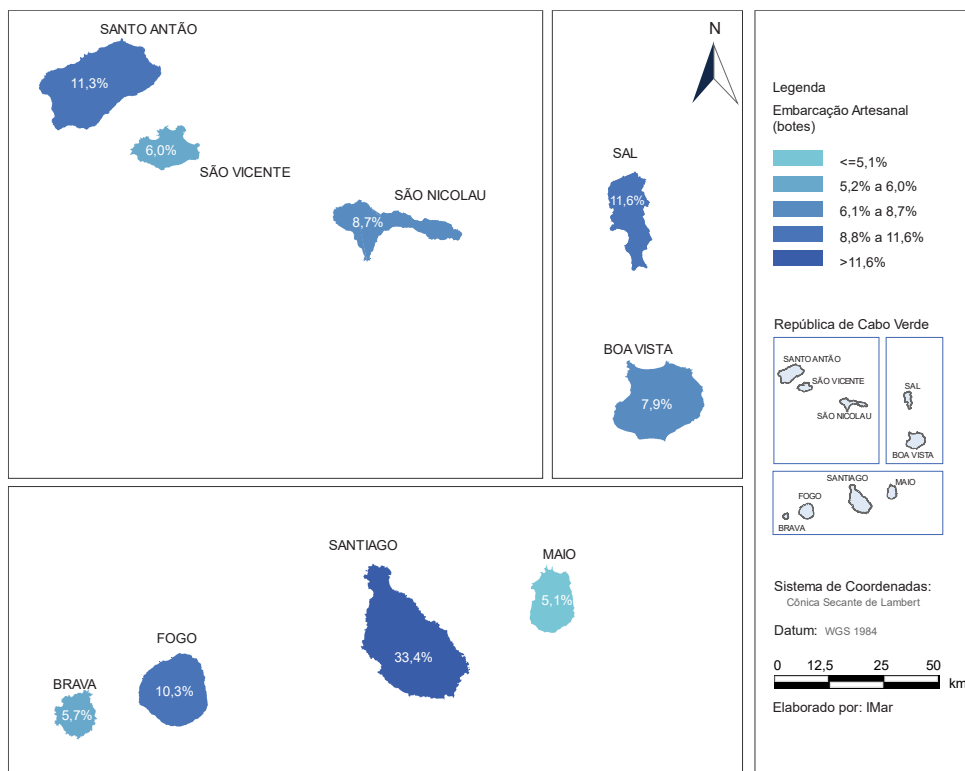 SANTO ANTÃO
11,3%
6,0%
SÃO VICENTE
SÃO NICOLAU
8,7%
N
SAL
11,6%
BOA VISTA
7,9%
SANTIAGO
33,4%
MAIO
5,1%
FOGO
10,3%
BRAVA
5,7%
Legenda
Embarcação Artesanal
(botes)
<=5,1%
5,2% a 6,0%
6,1% a 8,7%
8,8% a 11,6%
>11,6%
República de Cabo Verde
SANTO ANTÃO
SÃO VICENTE
SÃO NICOLAU
SAL
BOA VISTA
SANTIAGO
MAIO
FOGO
BRAVA
Sistema de Coordenadas:
Cônica Secante de Lambert
Datum: WGS 1984
0 12,5 25 50
km
Elaborado por: IMar